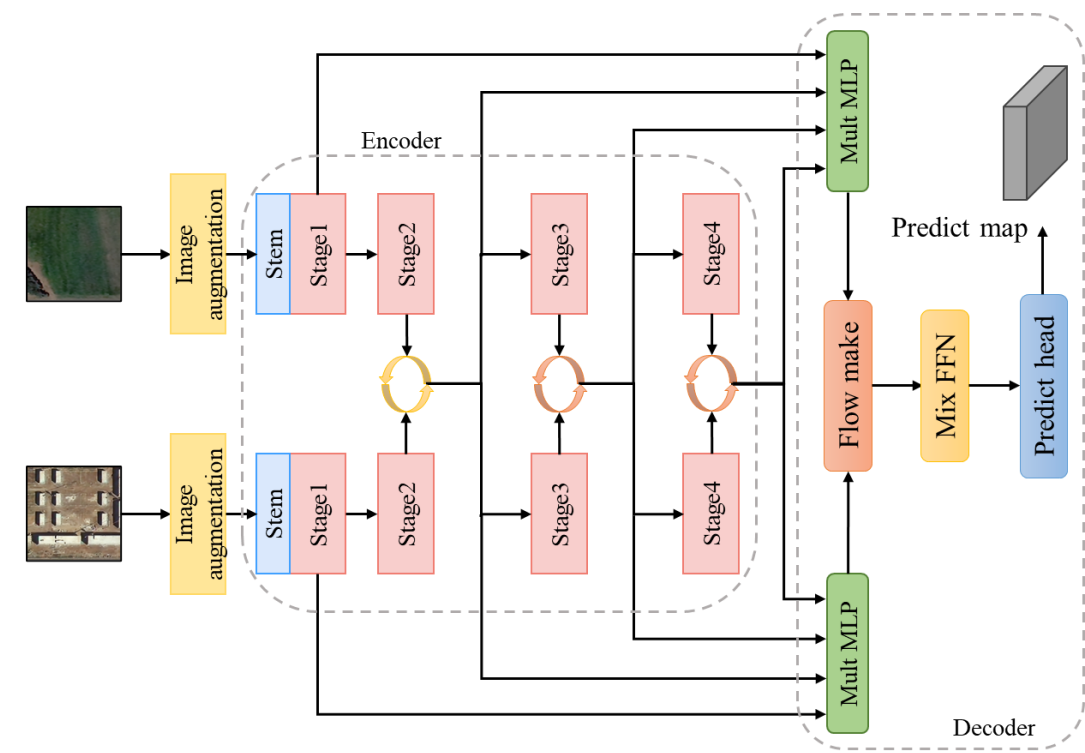 Encoder
Image
augmentation
Stem
Stage1
Stage2
Stage3
Stage4
Mult MLP
Predict map
Flow make
Mix FFN
Predict head
Image
augmentation
Stem
Stage1
Stage2
Stage3
Stage4
Mult MLP
Decoder